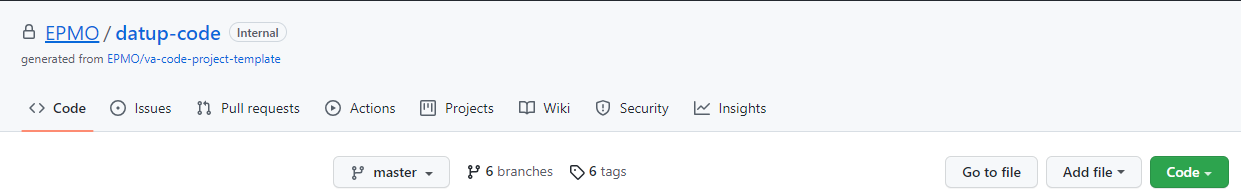 EPMO / datup-code Internal
generated from EPMO/va-code-project-template
Code Issues Pull requests Actions Projects Wiki Security Insights
master 6 branches 6 tags Go to file Add file Code